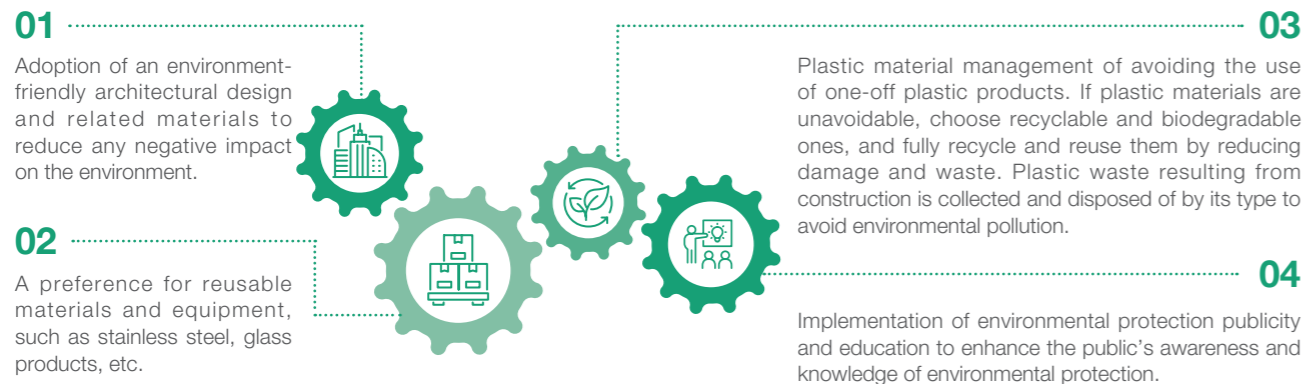 01
Adoption of an environment-
friendly architectural design
and related materials to
reduce any negative impact
on the environment.
02
A preference for reusable
materials and equipment,
such as stainless steel, glass
products, etc.
03
Plastic material management of avoiding the use
of one-off plastic products. If plastic materials are
unavoidable, choose recyclable and biodegradable
ones, and fully recycle and reuse them by reducing
damage and waste. Plastic waste resulting from
construction is collected and disposed of by its type to
avoid environmental pollution.
04
Implementation of environmental protection publicity
and education to enhance the public's awareness and
knowledge of environmental protection.